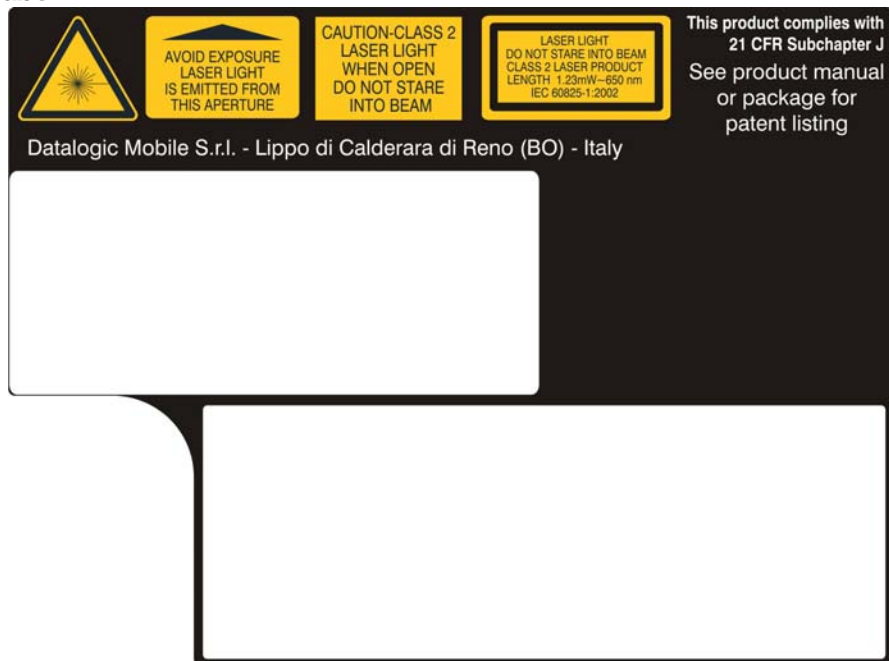 AVOID EXPOSURE
LASER LIGHT
IS EMITTED FROM
THIS APERTURE
CAUTION-CLASS 2
LASER LIGHT
WHEN OPEN
DO NOT STARE
INTO BEAM
LASER LIGHT
DO NOT STARE INTO BEAM
CLASS 2 LASER PRODUCT
LENGTH 1.23mW~650 nm
IEC 60825-1:2002
This product complies with
21 CFR Subchapter J
See product manual
or package for
patent listing
Datalogic Mobile S.r.l. - Lippo di Calderara di Reno (BO) - Italy